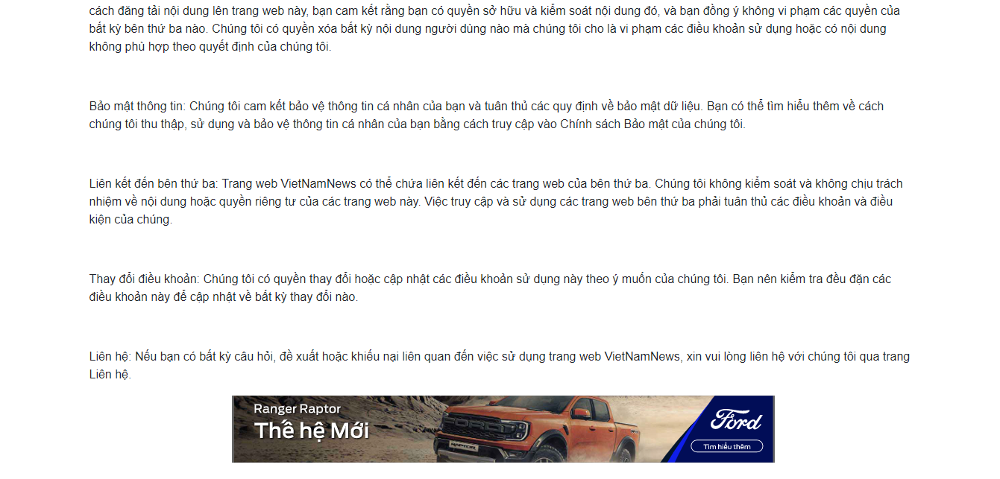 cách đăng tải nội dung lên trang web này, bạn cam kết rằng bạn có quyền sở hữu và kiểm soát nội dung đó, và bạn đồng ý không vi phạm các quyền của
bất kỳ bên thứ ba nào. Chúng tôi có quyền xóa bất kỳ nội dung người dùng nào mà chúng tôi cho là vi phạm các điều khoản sử dụng hoặc có nội dung
không phù hợp theo quyết định của chúng tôi.
Bảo mật thông tin: Chúng tôi cam kết bảo vệ thông tin cá nhân của bạn và tuân thủ các quy định về bảo mật dữ liệu. Bạn có thể tìm hiểu thêm về cách
chúng tôi thu thập, sử dụng và bảo vệ thông tin cá nhân của bạn bằng cách truy cập vào Chính sách Bảo mật của chúng tôi.
Liên kết đến bên thứ ba: Trang web VietNamNews có thể chứa liên kết đến các trang web của bên thứ ba. Chúng tôi không kiểm soát và không chịu trách
nhiệm về nội dung hoặc quyền riêng tư của các trang web này. Việc truy cập và sử dụng các trang web bên thứ ba phải tuân thủ các điều khoản và điều
kiện của chúng.
Thay đổi điều khoản: Chúng tôi có quyền thay đổi hoặc cập nhật các điều khoản sử dụng này theo ý muốn của chúng tôi. Bạn nên kiểm tra đều đặn các
điều khoản này để cập nhật về bất kỳ thay đổi nào.
Liên hệ: Nếu bạn có bất kỳ câu hỏi, đề xuất hoặc khiếu nại liên quan đến việc sử dụng trang web VietNamNews, xin vui lòng liên hệ với chúng tôi qua trang
Liên hệ.
Ranger Raptor
Thế hệ Mới
FORD
RAPTOR
Ford
Tìm hiểu thêm